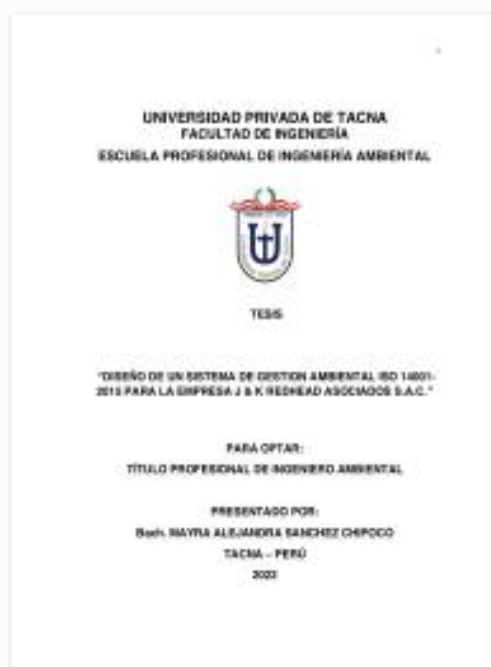 UNIVERSIDAD PRIVADA DE TACNA
FACULTAD DE INGENIERÍA
ESCUELA PROFESIONAL DE INGENIERÍA AMBIENTAL
TESIS
"DISEÑO DE UN SISTEMA DE GESTION AMBIENTAL ISO 14001-
2015 PARA LA EMPRESA J & K REDHEAD ASOCIADOS S.A.C."
PARA OPTAR:
TÍTULO PROFESIONAL DE INGENIERO AMBIENTAL
PRESENTADO POR:
Bach. MAYRA ALEJANDRA SANCHEZ CHIPOCO
TACNA – PERÚ
2022